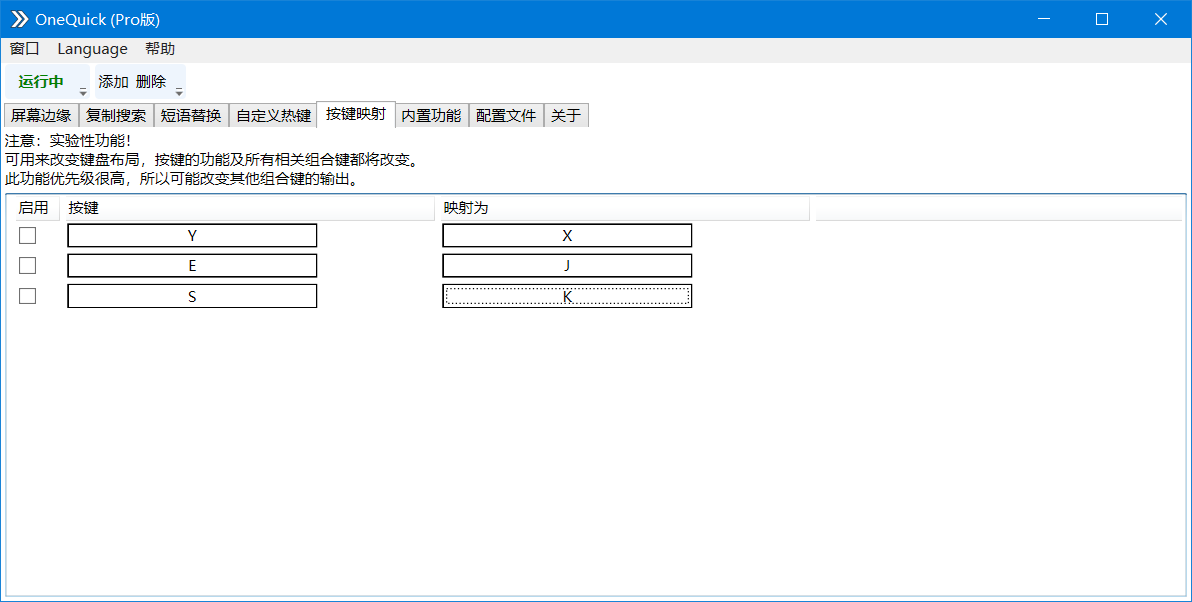 OneQuick (Pro版)
窗口 Language 帮助
运行中 添加 删除
屏幕边缘 复制搜索 短语替换 自定义热键 按键映射 内置功能 配置文件 关于
注意：实验性功能！
可用来改变键盘布局，按键的功能及所有相关组合键都将改变。
此功能优先级很高，所以可能改变其他组合键的输出。
启用 按键 映射为
Y X
E J
S K